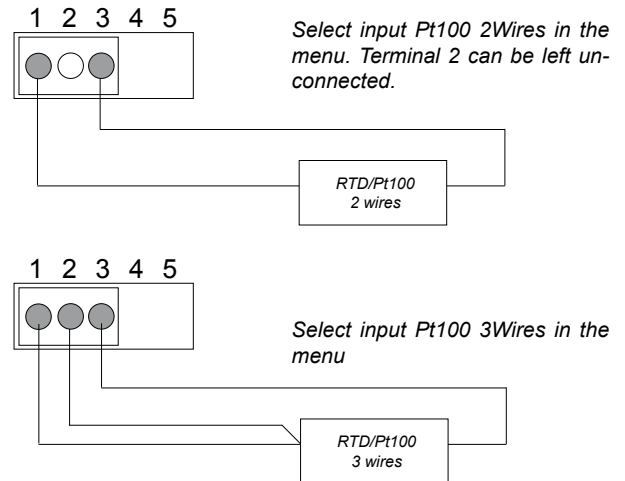 1 2 3 4 5
Select input Pt100 2Wires in the
menu. Terminal 2 can be left un-
connected.
RTD/Pt100
2 wires
1 2 3 4 5
Select input Pt100 3Wires in the
menu
RTD/Pt100
3 wires